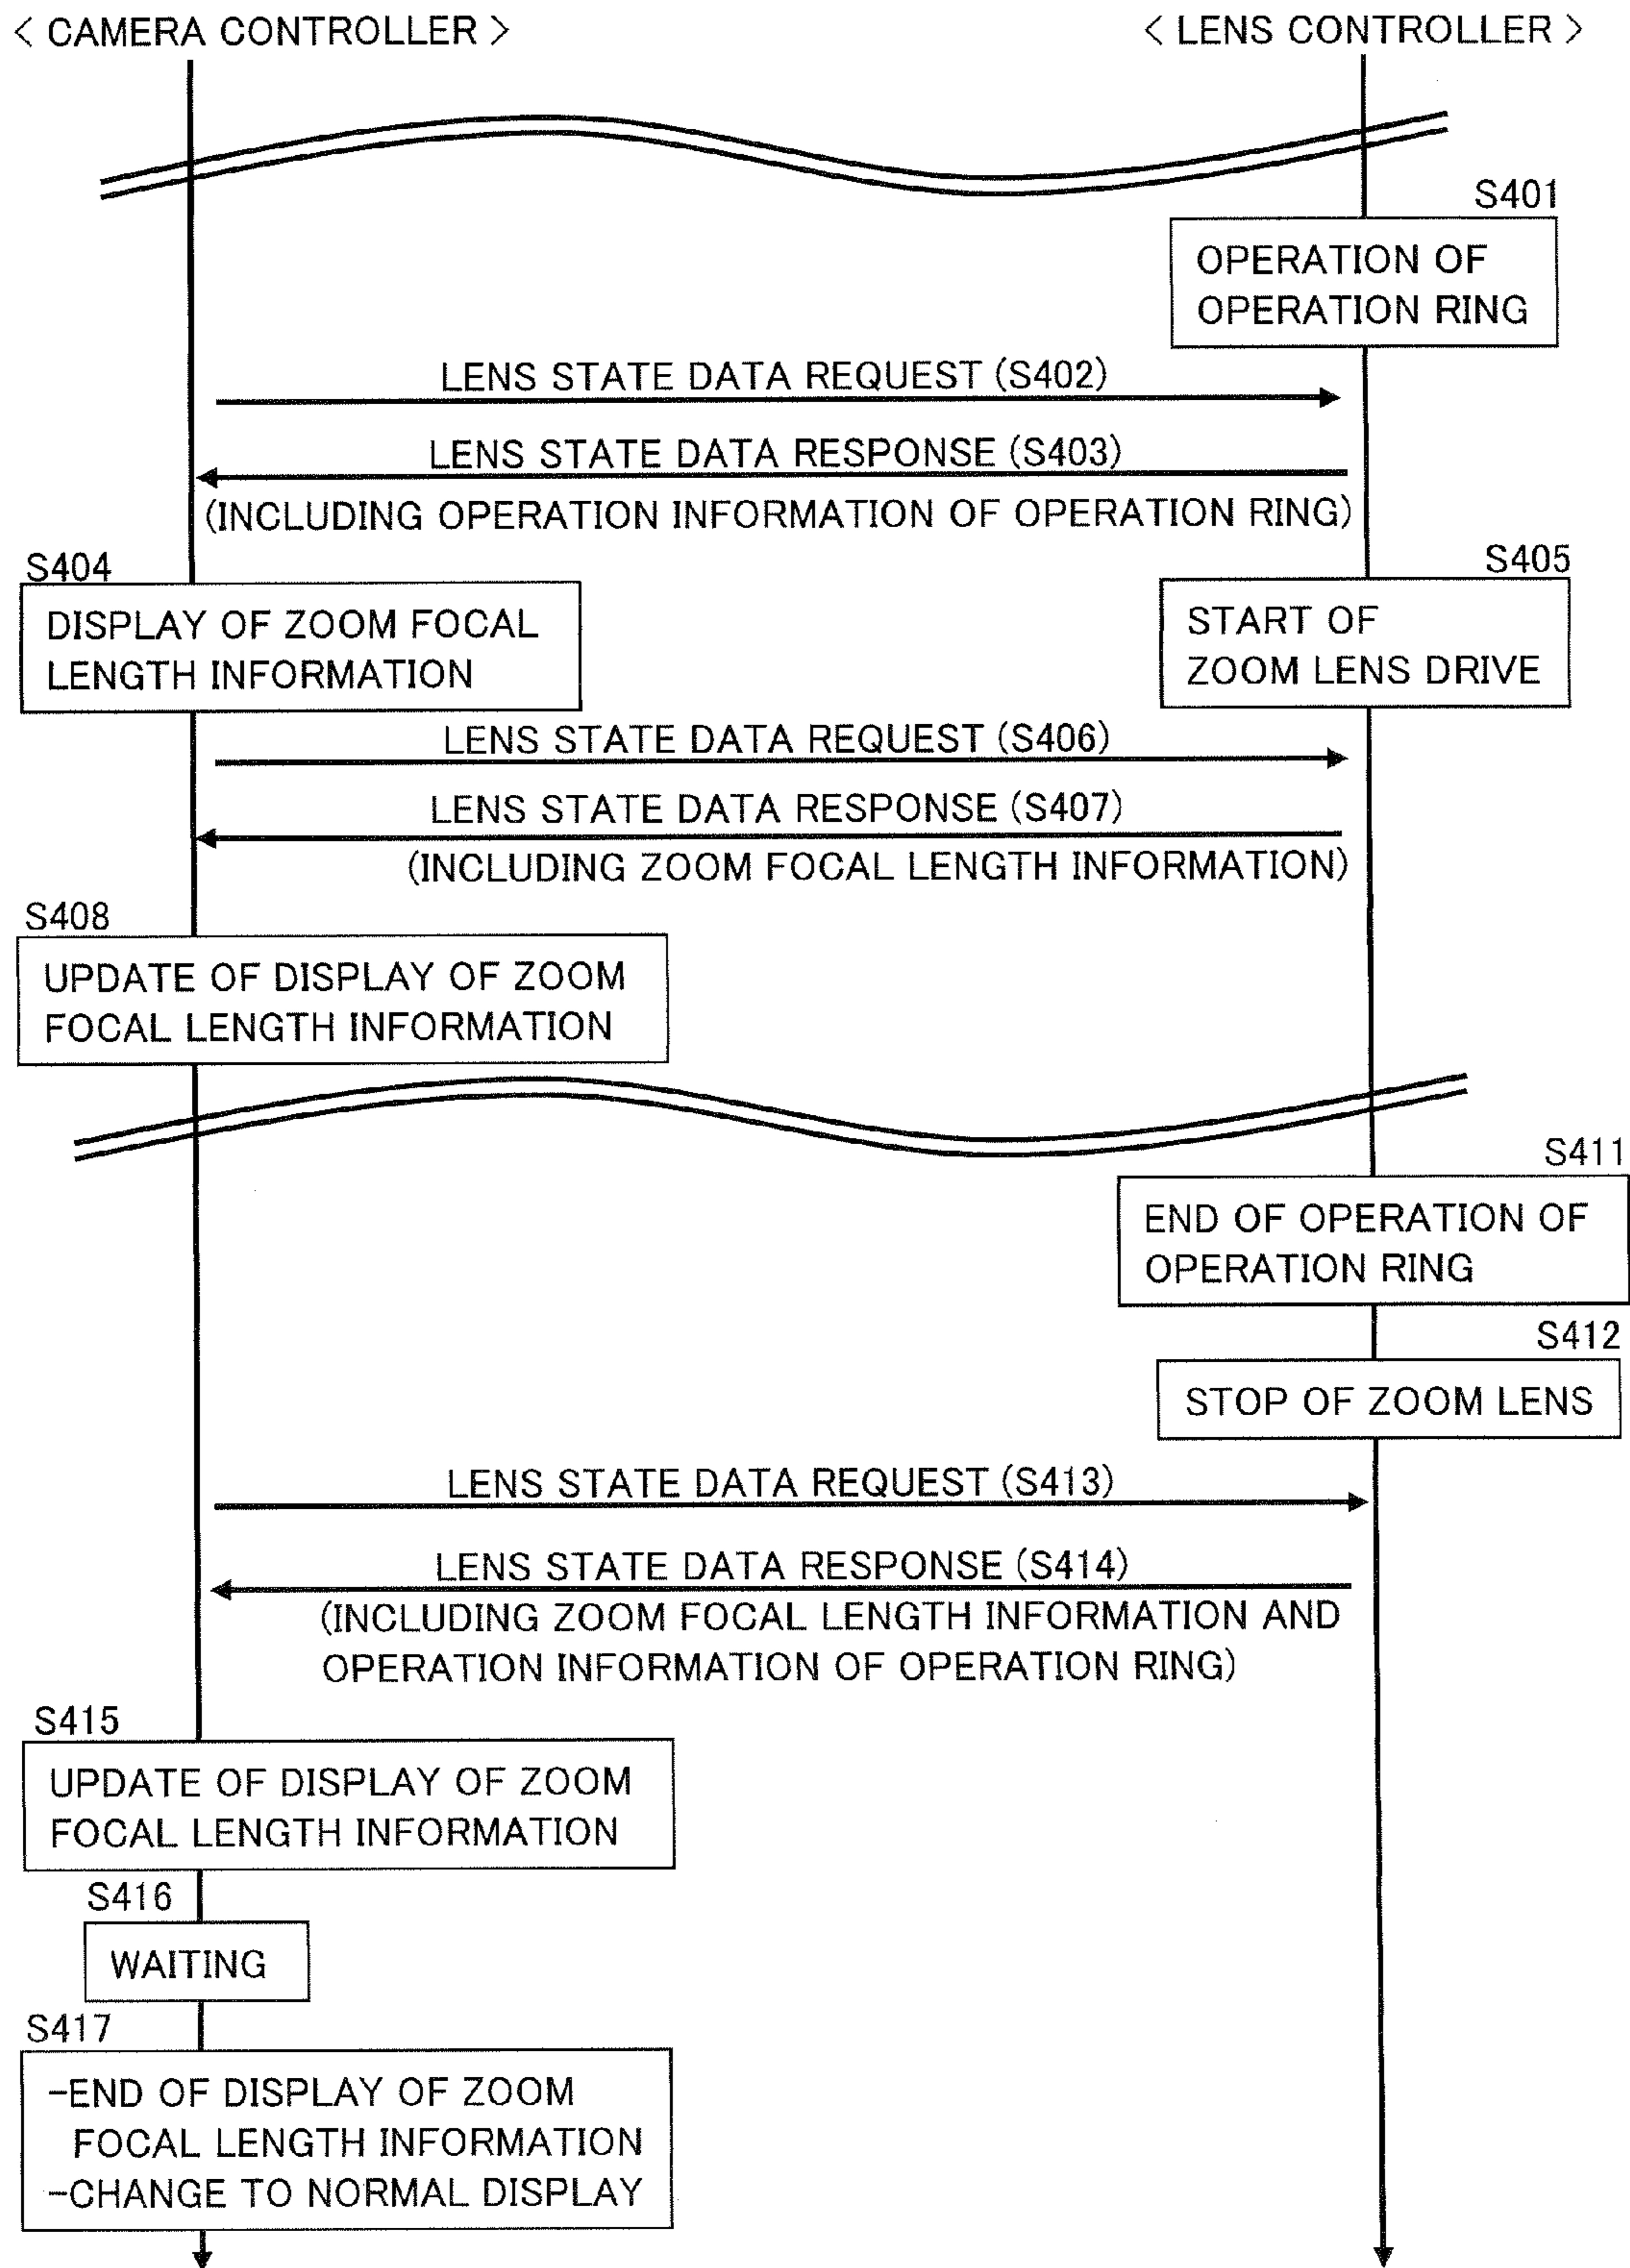 < CAMERA CONTROLLER >
< LENS CONTROLLER >
S401
OPERATION OF
OPERATION RING
LENS STATE DATA REQUEST (S402)
LENS STATE DATA RESPONSE (S403)
(INCLUDING OPERATION INFORMATION OF OPERATION RING)
S404
DISPLAY OF ZOOM FOCAL
LENGTH INFORMATION
S405
START OF
ZOOM LENS DRIVE
LENS STATE DATA REQUEST (S406)
LENS STATE DATA RESPONSE (S407)
(INCLUDING ZOOM FOCAL LENGTH INFORMATION)
S408
UPDATE OF DISPLAY OF ZOOM
FOCAL LENGTH INFORMATION
S411
END OF OPERATION OF
OPERATION RING
S412
STOP OF ZOOM LENS
LENS STATE DATA REQUEST (S413)
LENS STATE DATA RESPONSE (S414)
(INCLUDING ZOOM FOCAL LENGTH INFORMATION AND
OPERATION INFORMATION OF OPERATION RING)
S415
UPDATE OF DISPLAY OF ZOOM
FOCAL LENGTH INFORMATION
S416
WAITING
S417
-END OF DISPLAY OF ZOOM
FOCAL LENGTH INFORMATION
-CHANGE TO NORMAL DISPLAY